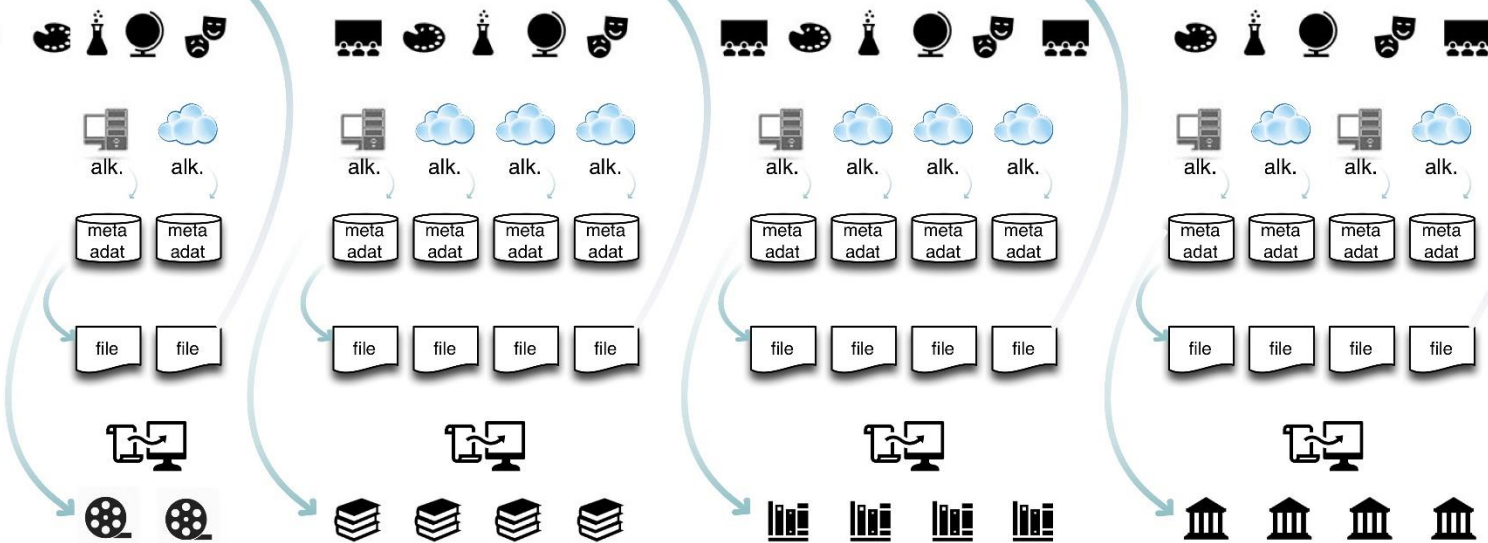 alk. alk. alk. alk. alk. alk. alk. alk. alk. alk. alk. alk. alk. alk.
meta meta meta meta meta meta meta meta meta meta meta meta meta meta
adat adat adat adat adat adat adat adat adat adat adat adat adat adat
file file file file file file file file file file file file file file